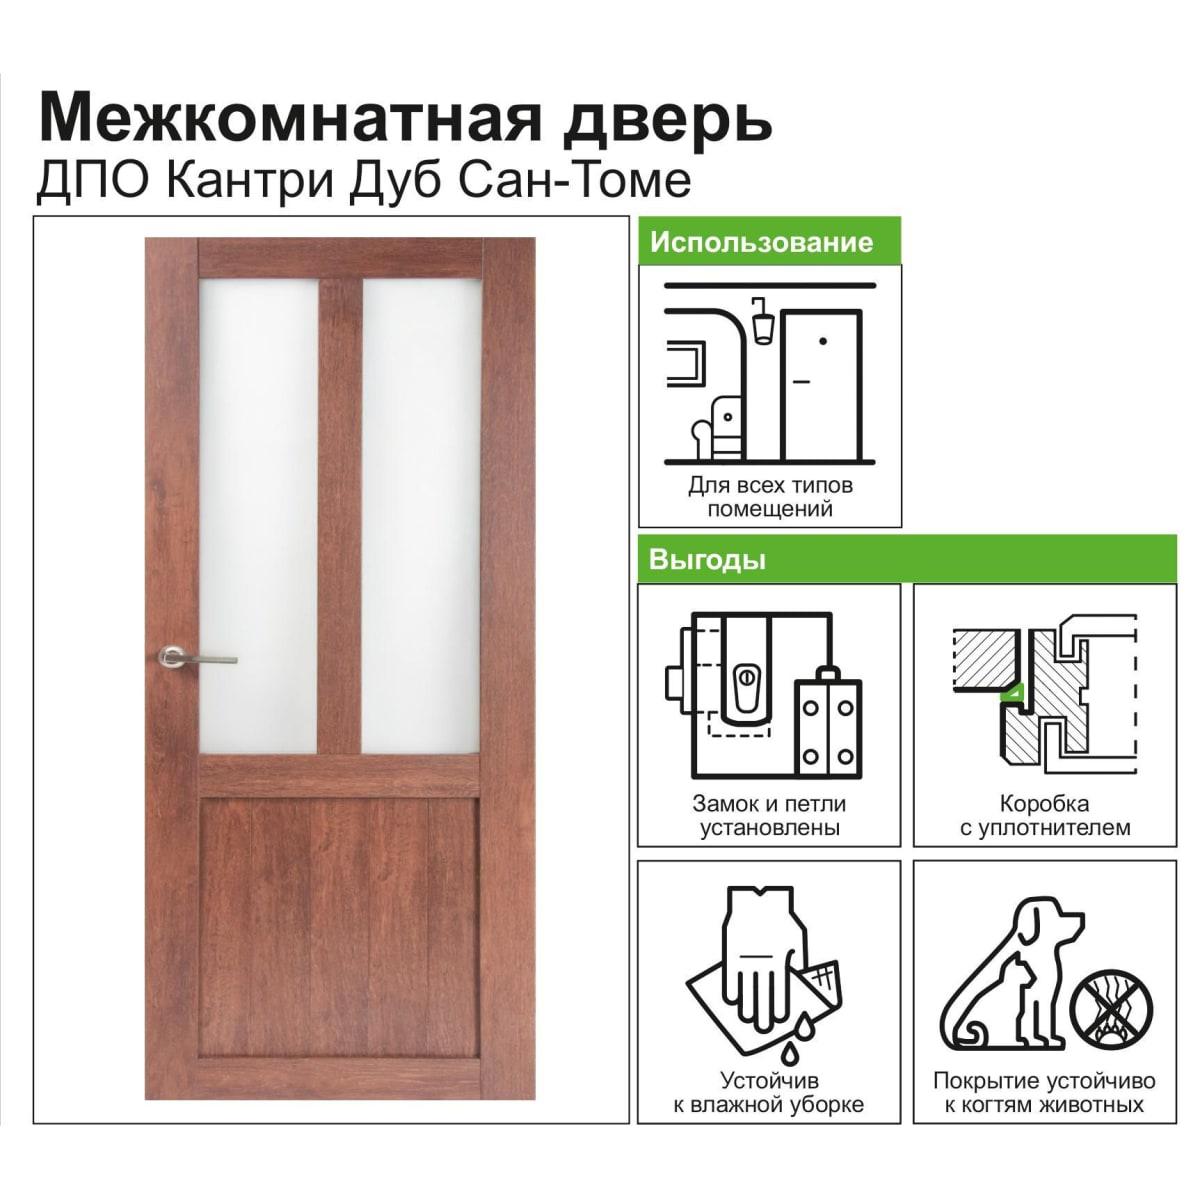 Межкомнатная дверь
ДПО Кантри Дуб Сан-Томе
Использование
Для всех типов
помещений
Выгоды
Замок и петли
установлены
Коробка
с уплотнителем
Устойчив
к влажной уборке
Покрытие устойчиво
к когтям животных